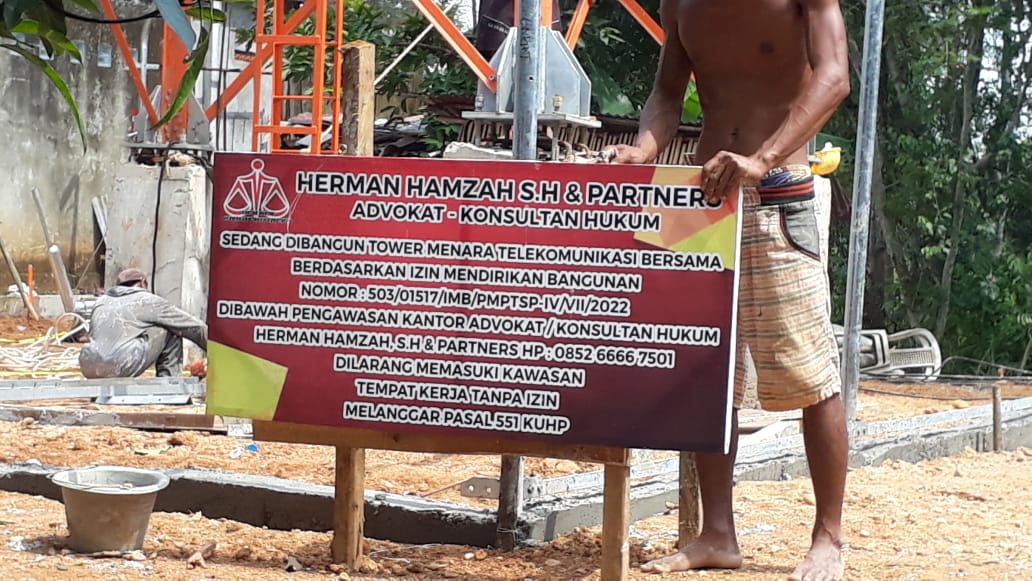 HERMAN HAMZAH S.H & PARTNERS
ADVOKAT - KONSULTAN HUKUM
SEDANG DIBANGUN TOWER MENARA TELEKOMUNIKASI BERSAMA
BERDASARKAN IZIN MENDIRIKAN BANGUNAN
NOMOR : 503/01517/IMB/PMPTSP-IV/VII/2022
DIBAWAH PENGAWASAN KANTOR ADVOKAT / KONSULTAN HUKUM
HERMAN HAMZAH, S.H & PARTNERS HP : 0852 6666 7501
DILARANG MEMASUKI KAWASAN
TEMPAT KERJA TANPA IZIN
MELANGGAR PASAL 551 KUHP